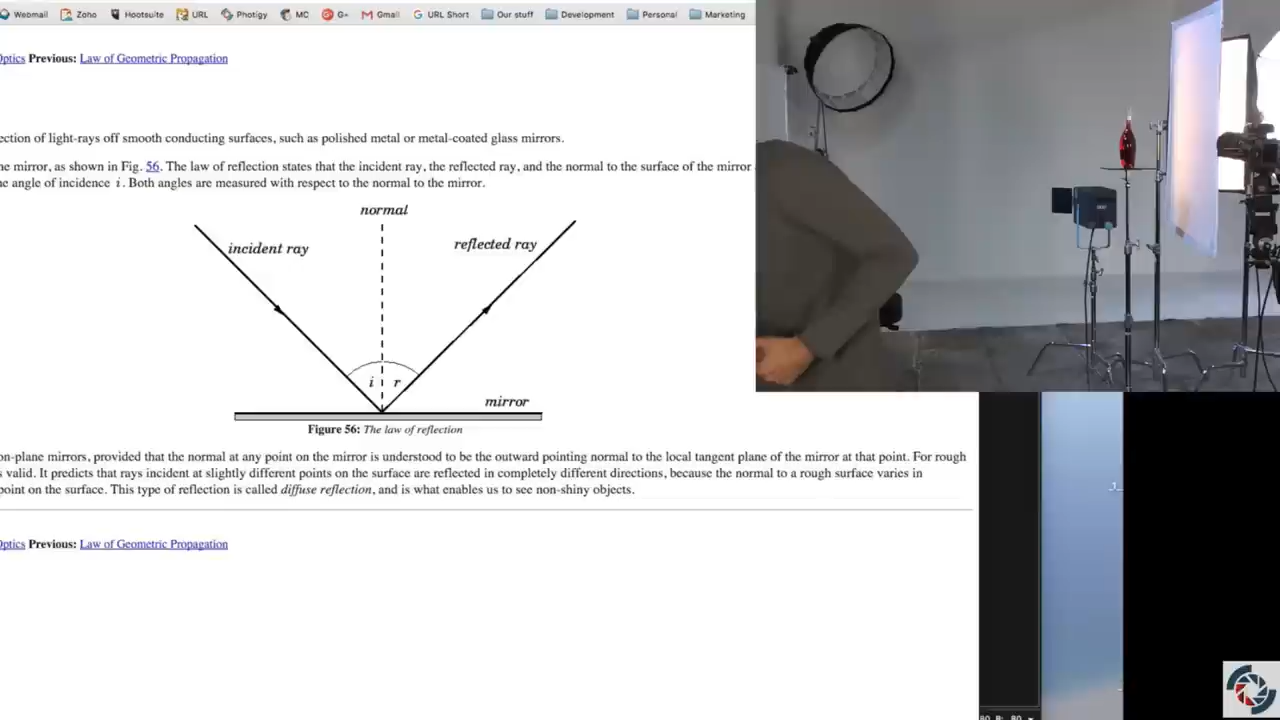 Webmail Zoho Hootsuite URL Photigy MC G+ Gmail URL Short Our stuff Development Personal Marketing
Optics Previous: Law of Geometric Propagation
ection of light-rays off smooth conducting surfaces, such as polished metal or metal-coated glass mirrors.
he mirror, as shown in Fig. 56. The law of reflection states that the incident ray, the reflected ray, and the normal to the surface of the mirror
he angle of incidence i. Both angles are measured with respect to the normal to the mirror.
normal
incident ray
reflected ray
i r
mirror
Figure 56: The law of reflection
on-plane mirrors, provided that the normal at any point on the mirror is understood to be the outward pointing normal to the local tangent plane of the mirror at that point. For rough
s valid. It predicts that rays incident at slightly different points on the surface are reflected in completely different directions, because the normal to a rough surface varies in
point on the surface. This type of reflection is called diffuse reflection, and is what enables us to see non-shiny objects.
Optics Previous: Law of Geometric Propagation